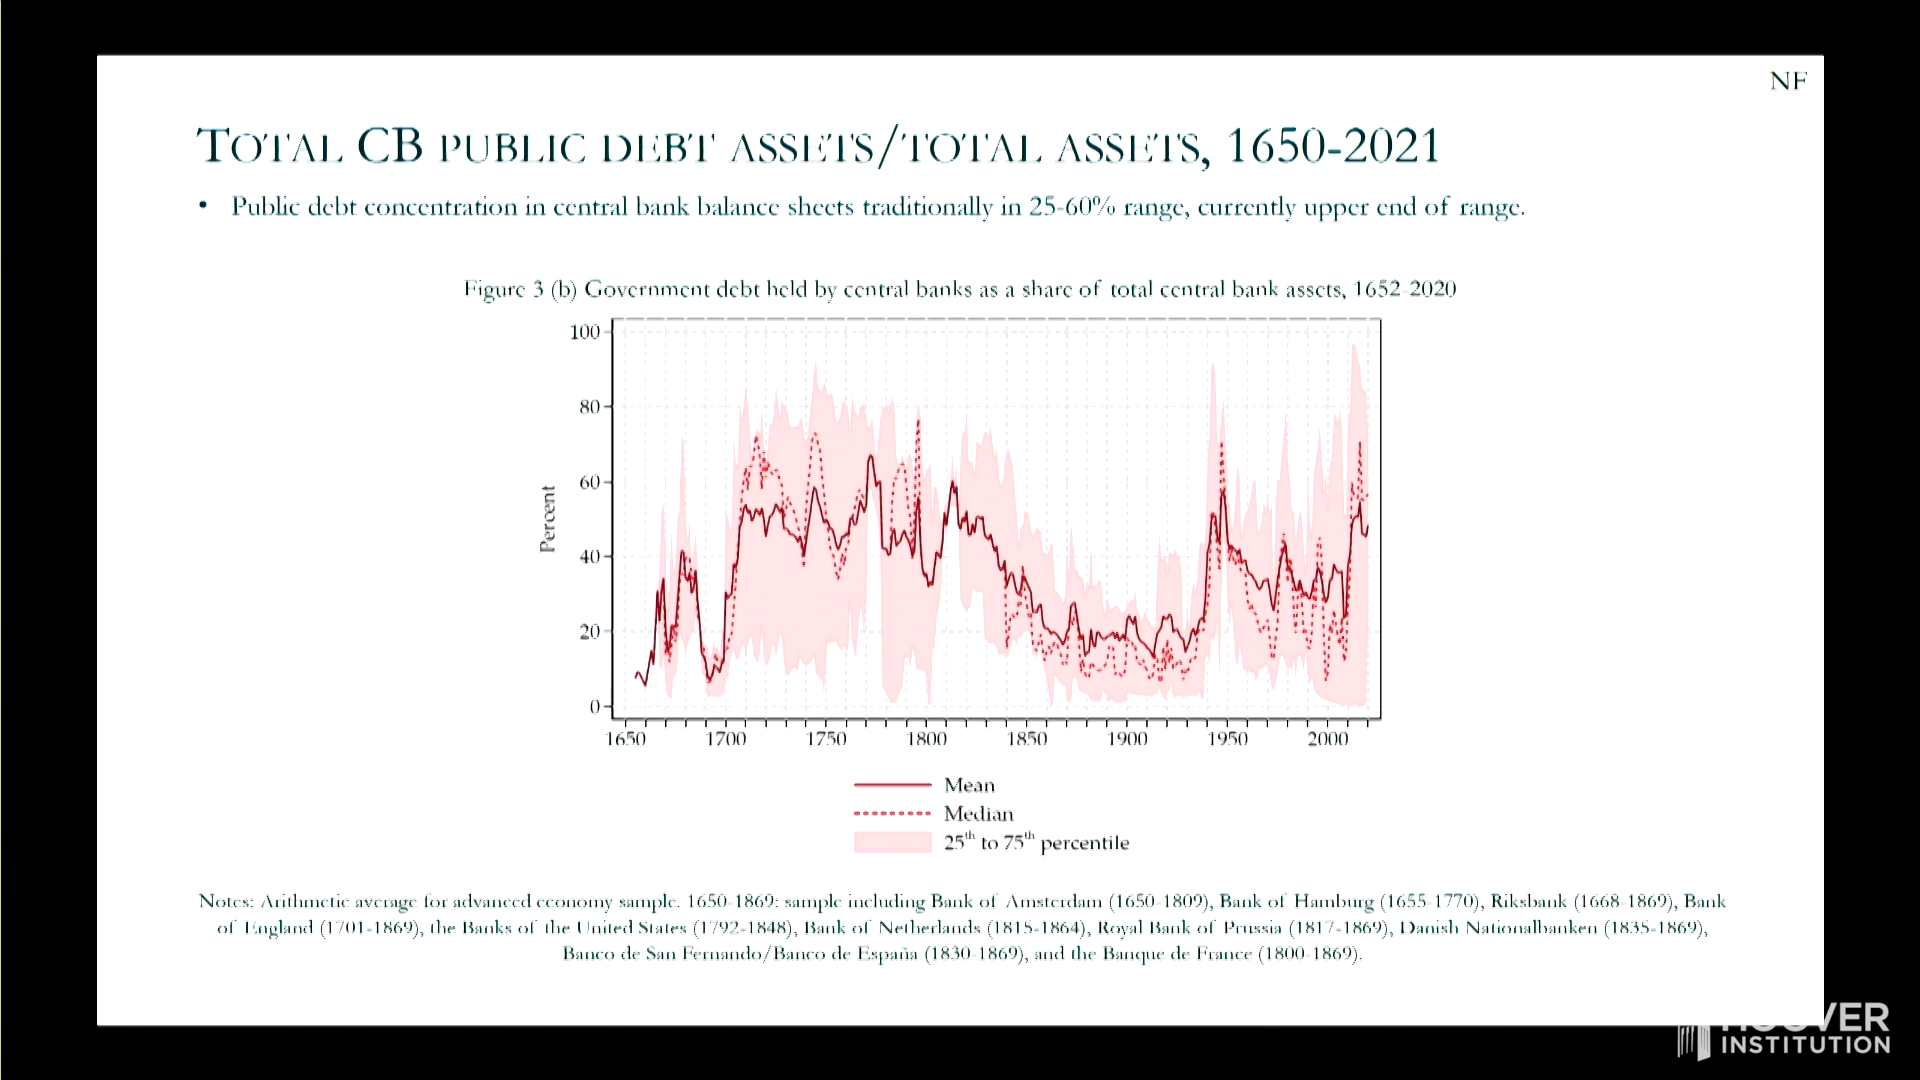 NF
TOTAL CB PUBLIC DEBT ASSETS/TOTAL ASSETS, 1650-2021
• Public debt concentration in central bank balance sheets traditionally in 25-60% range, currently upper end of range.
Figure 3 (b) Government debt held by central banks as a share of total central bank assets, 1652-2020
Percent
100
80
60
40
20
0
1650 1700 1750 1800 1850 1900 1950 2000
Mean
Median
25th to 75th percentile
Notes: Arithmetic average for advanced economy sample. 1650-1869: sample including Bank of Amsterdam (1650-1809), Bank of Hamburg (1655-1770), Riksbank (1668-1869), Bank
of England (1701-1869), the Banks of the United States (1792-1848), Bank of Netherlands (1815-1864), Royal Bank of Prussia (1817-1869), Danish Nationalbanken (1835-1869),
Banco de San Fernando/Banco de España (1830-1869), and the Banque de France (1800-1869).
HOOVER
INSTITUTION